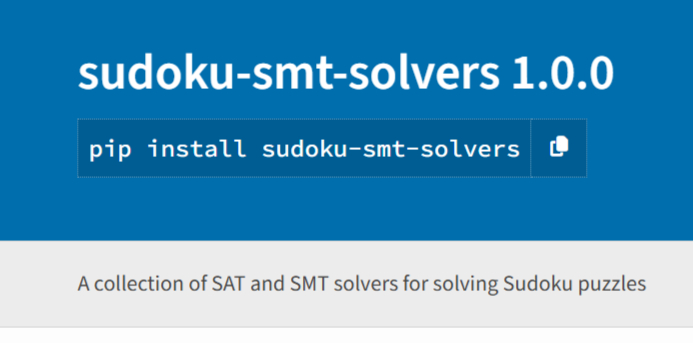 sudoku-smt-solvers 1.0.0
pip install sudoku-smt-solvers
A collection of SAT and SMT solvers for solving Sudoku puzzles